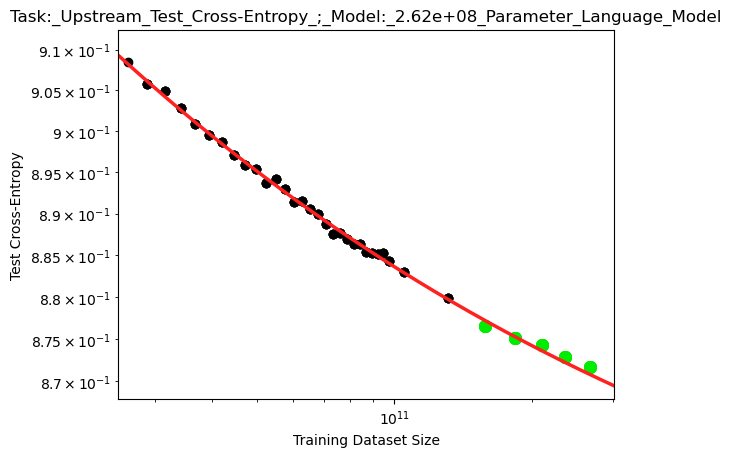 Task:_Upstream_Test_Cross-Entropy_;_Model:_2.62e+08_Parameter_Language_Model
9.1 × 10⁻¹
9.05 × 10⁻¹
9 × 10⁻¹
8.95 × 10⁻¹
8.9 × 10⁻¹
8.85 × 10⁻¹
8.8 × 10⁻¹
8.75 × 10⁻¹
8.7 × 10⁻¹
Test Cross-Entropy
10¹¹
Training Dataset Size